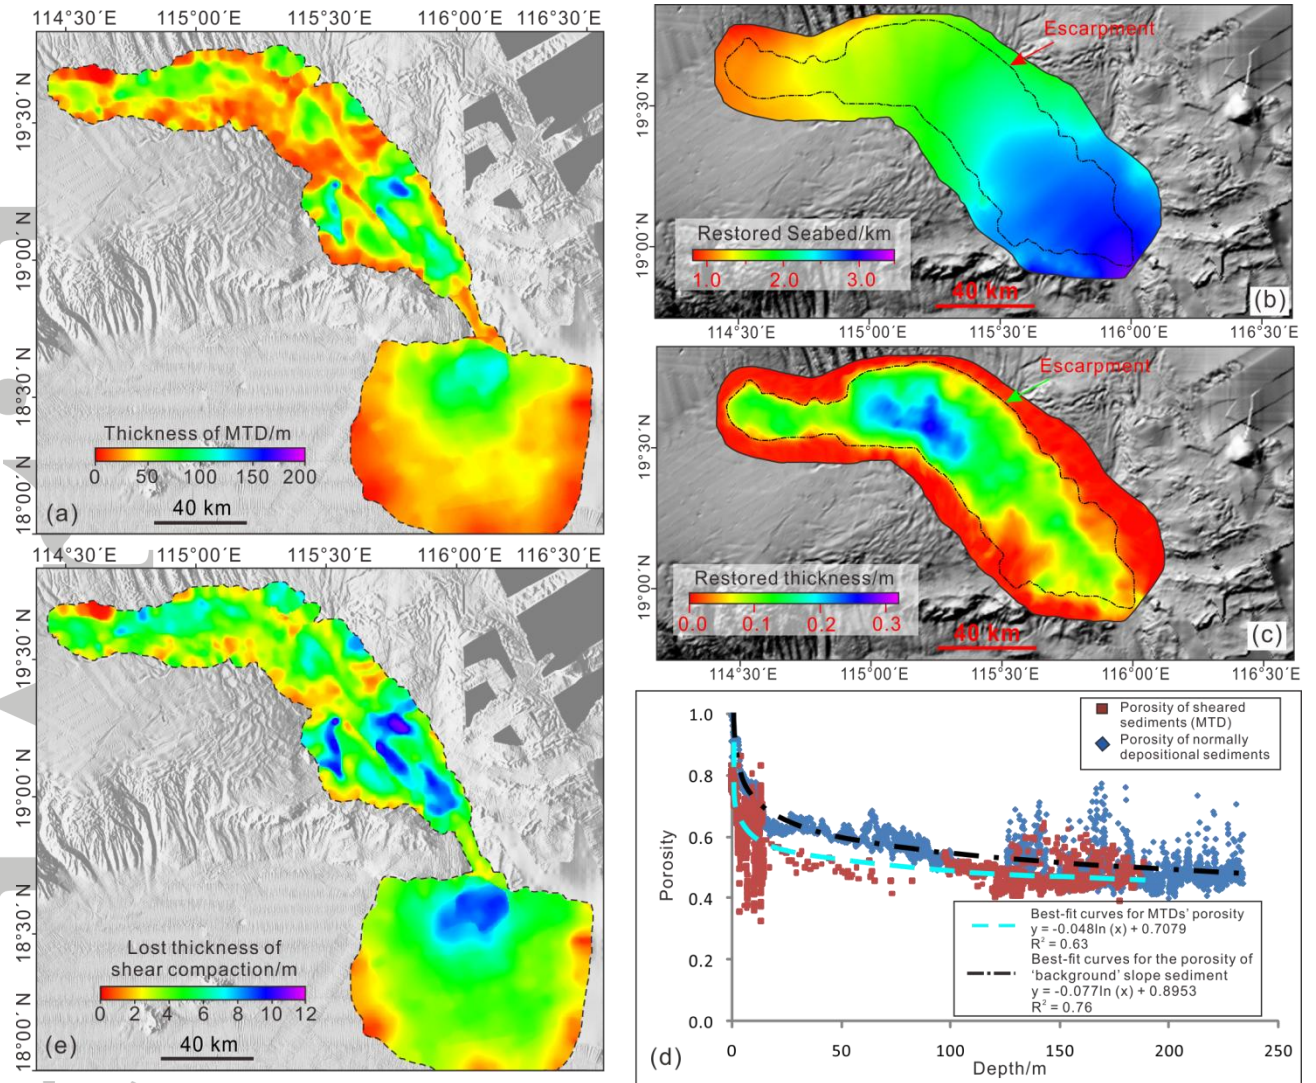 114°30′E 115°00′E 115°30′E 116°00′E 116°30′E
19°30′N
19°00′N
18°30′N
18°00′N
Thickness of MTD/m
0 50 100 150 200
40 km
(a)
Escarpment
19°30′N
19°00′N
Restored Seabed/km
1.0 2.0 3.0
40 km
(b)
114°30′E 115°00′E 115°30′E 116°00′E 116°30′E
Escarpment
19°30′N
19°00′N
Restored thickness/m
0.0 0.1 0.2 0.3
40 km
(c)
114°30′E 115°00′E 115°30′E 116°00′E 116°30′E
114°30′E 115°00′E 115°30′E 116°00′E 116°30′E
19°30′N
19°00′N
18°30′N
18°00′N
Lost thickness of
shear compaction/m
0 2 4 6 8 10 12
40 km
(e)
1.0
0.8
0.6
0.4
0.2
0.0
Porosity
Porosity of sheared
sediments (MTD)
Porosity of normally
depositional sediments
Best-fit curves for MTDs’ porosity
y = -0.048ln (x) + 0.7079
R² = 0.63
Best-fit curves for the porosity of
‘background’ slope sediment
y = -0.077ln (x) + 0.8953
R² = 0.76
0 50 100 150 200 250
Depth/m
(d)